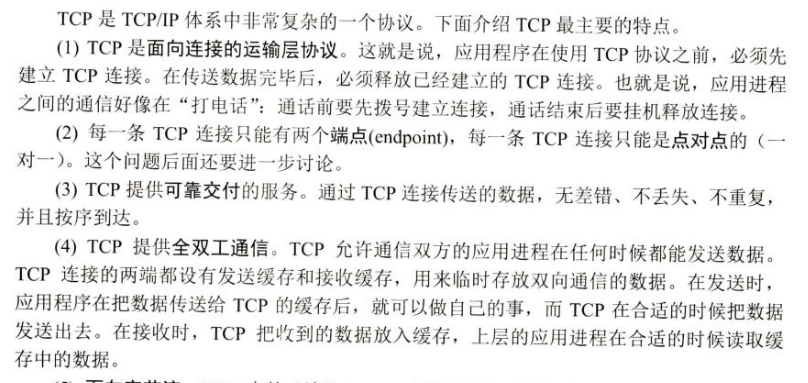 TCP 是 TCP/IP 体系中非常复杂的一个协议。下面介绍 TCP 最主要的特点。
(1) TCP 是面向连接的运输层协议。这就是说，应用程序在使用 TCP 协议之前，必须先
建立 TCP 连接。在传送数据完毕后，必须释放已经建立的 TCP 连接。也就是说，应用进程
之间的通信好像在“打电话”：通话前要先拨号建立连接，通话结束后要挂机释放连接。
(2) 每一条 TCP 连接只能有两个端点(endpoint)，每一条 TCP 连接只能是点对点的（一
对一）。这个问题后面还要进一步讨论。
(3) TCP 提供可靠交付的服务。通过 TCP 连接传送的数据，无差错、不丢失、不重复，
并且按序到达。
(4) TCP 提供全双工通信。TCP 允许通信双方的应用进程在任何时候都能发送数据。
TCP 连接的两端都设有发送缓存和接收缓存，用来临时存放双向通信的数据。在发送时，
应用程序在把数据传送给 TCP 的缓存后，就可以做自己的事，而 TCP 在合适的时候把数据
发送出去。在接收时，TCP 把收到的数据放入缓存，上层的应用进程在合适的时候读取缓
存中的数据。